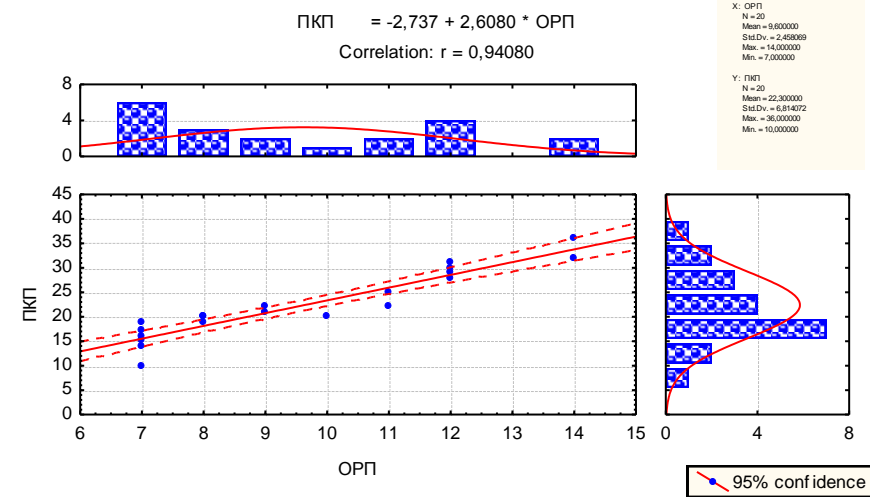 ПКП = -2,737 + 2,6080 * ОРП
Correlation: r = 0,94080
X: ОРП
N = 20
Mean = 9,600000
Std.Dv. = 2,458069
Max. = 14,000000
Min. = 7,000000
Y: ПКП
N = 20
Mean = 22,300000
Std.Dv. = 6,814072
Max. = 36,000000
Min. = 10,000000
8
4
0
45
40
35
30
25
20
15
10
5
0
ПКП
6 7 8 9 10 11 12 13 14 15
ОРП
0 4 8
95% confidence